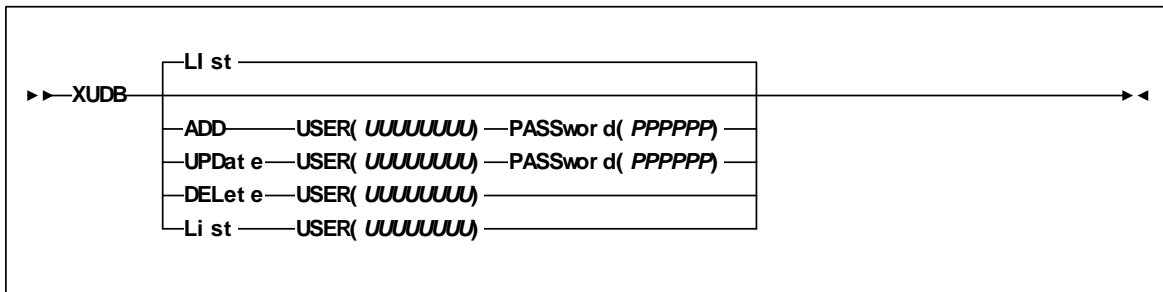 LIst
XUDB
ADD USER( UUUUUUUU) PASSword( PPPPPP)
UPDate USER( UUUUUUUU) PASSword( PPPPPP)
DELete USER( UUUUUUUU)
List USER( UUUUUUUU)